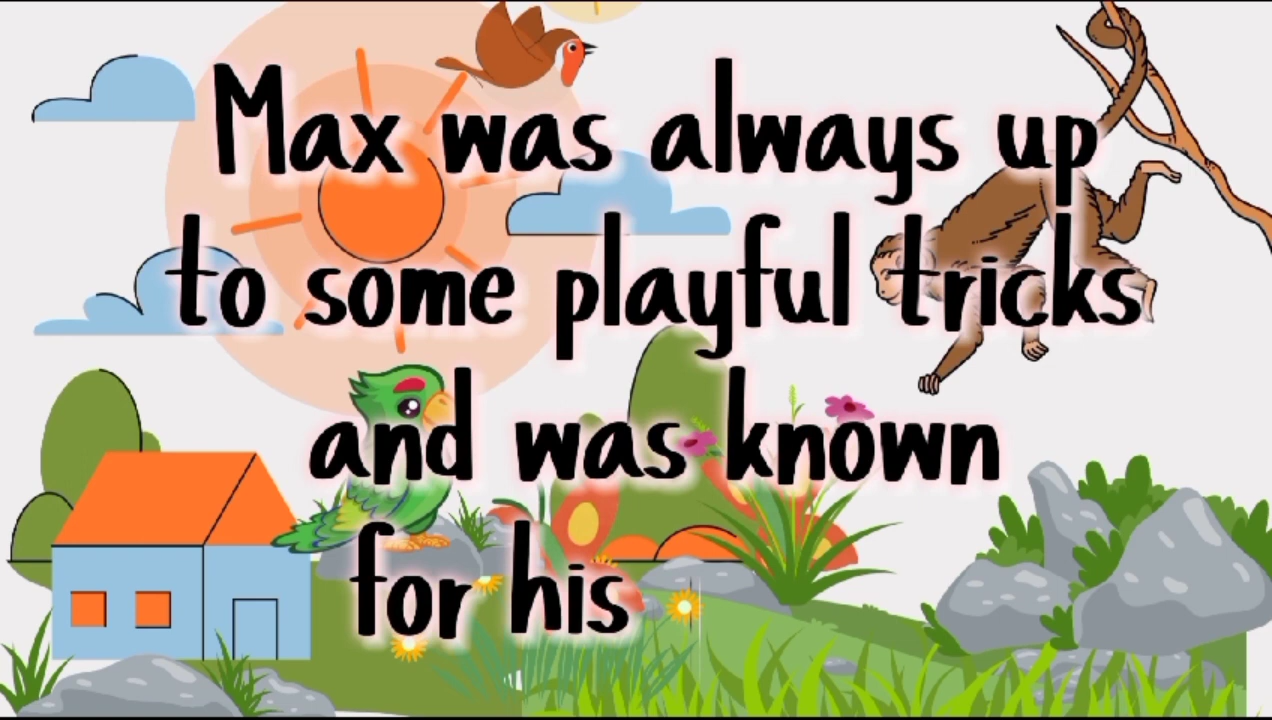 Max was always up
to some playful tricks
and was known
for his